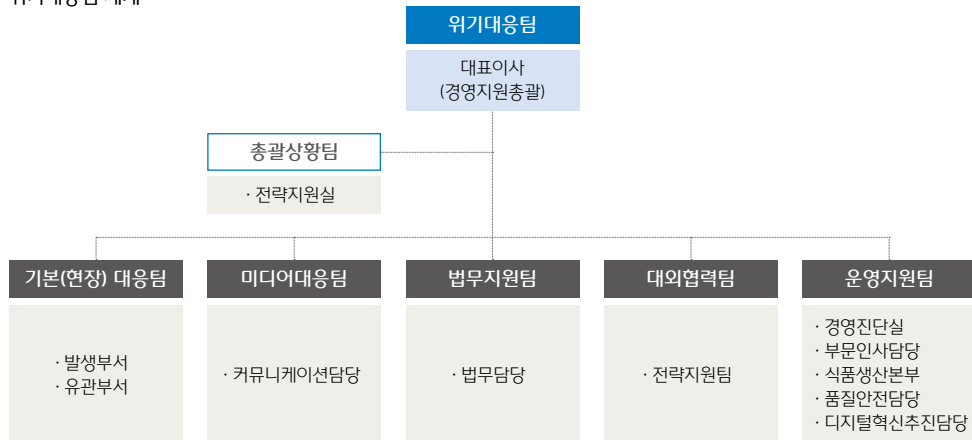 위기대응팀
대표이사
(경영지원총괄)
총괄상황팀
· 전략지원실
기본(현장) 대응팀
· 발생부서
· 유관부서
미디어대응팀
· 커뮤니케이션담당
법무지원팀
· 법무담당
대외협력팀
· 전략지원팀
운영지원팀
· 경영진단실
· 부문인사담당
· 식품생산본부
· 품질안전담당
· 디지털혁신추진담당